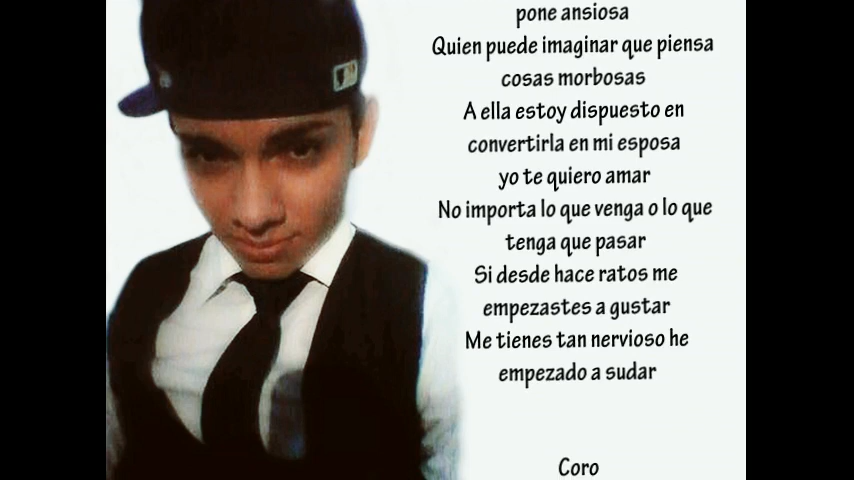 pone ansiosa
Quien puede imaginar que piensa
cosas morbosas
A ella estoy dispuesto en
convertirla en mi esposa
yo te quiero amar
No importa lo que venga o lo que
tenga que pasar
Si desde hace ratos me
empezastes a gustar
Me tienes tan nervioso he
empezado a sudar
Coro